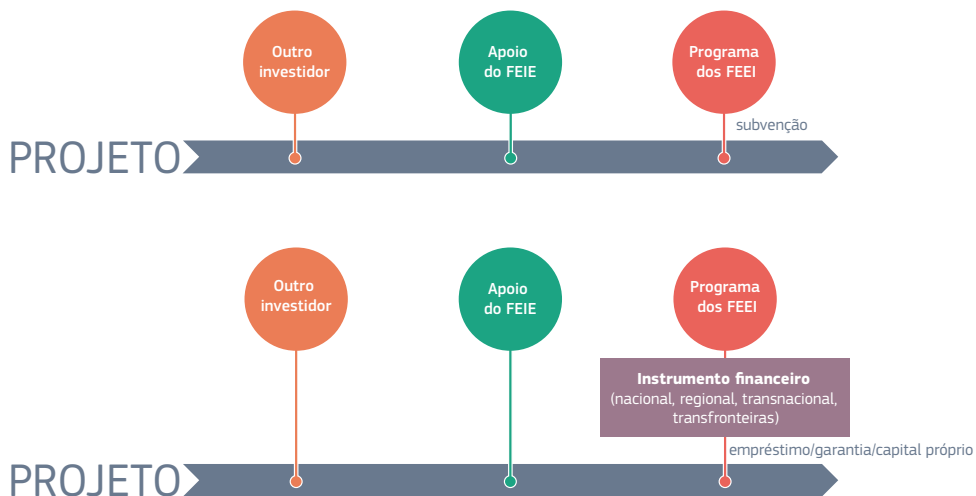 Outro
investidor
Apoio
do FEIE
Programa
dos FEEI
subvenção
PROJETO
Outro
investidor
Apoio
do FEIE
Programa
dos FEEI
Instrumento financeiro
(nacional, regional, transnacional,
transfronteiras)
empréstimo/garantia/capital próprio
PROJETO